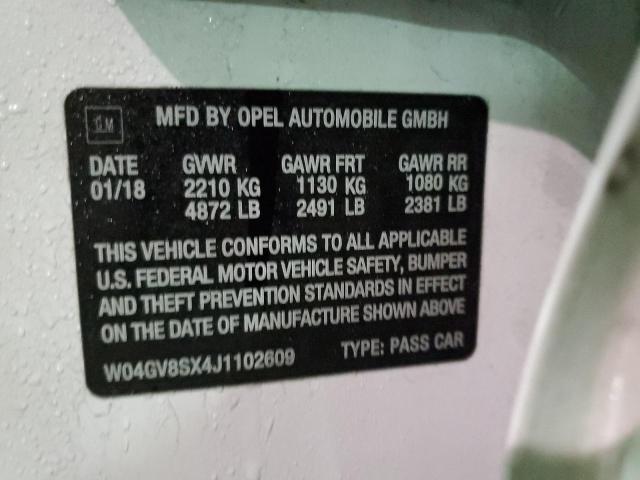 GM
MFD BY OPEL AUTOMOBILE GMBH
DATE GVWR GAWR FRT GAWR RR
01/18 2210 KG 1130 KG 1080 KG
4872 LB 2491 LB 2381 LB
THIS VEHICLE CONFORMS TO ALL APPLICABLE
U.S. FEDERAL MOTOR VEHICLE SAFETY, BUMPER
AND THEFT PREVENTION STANDARDS IN EFFECT
ON THE DATE OF MANUFACTURE SHOWN ABOVE
W04GV8SX4J1102609 TYPE: PASS CAR